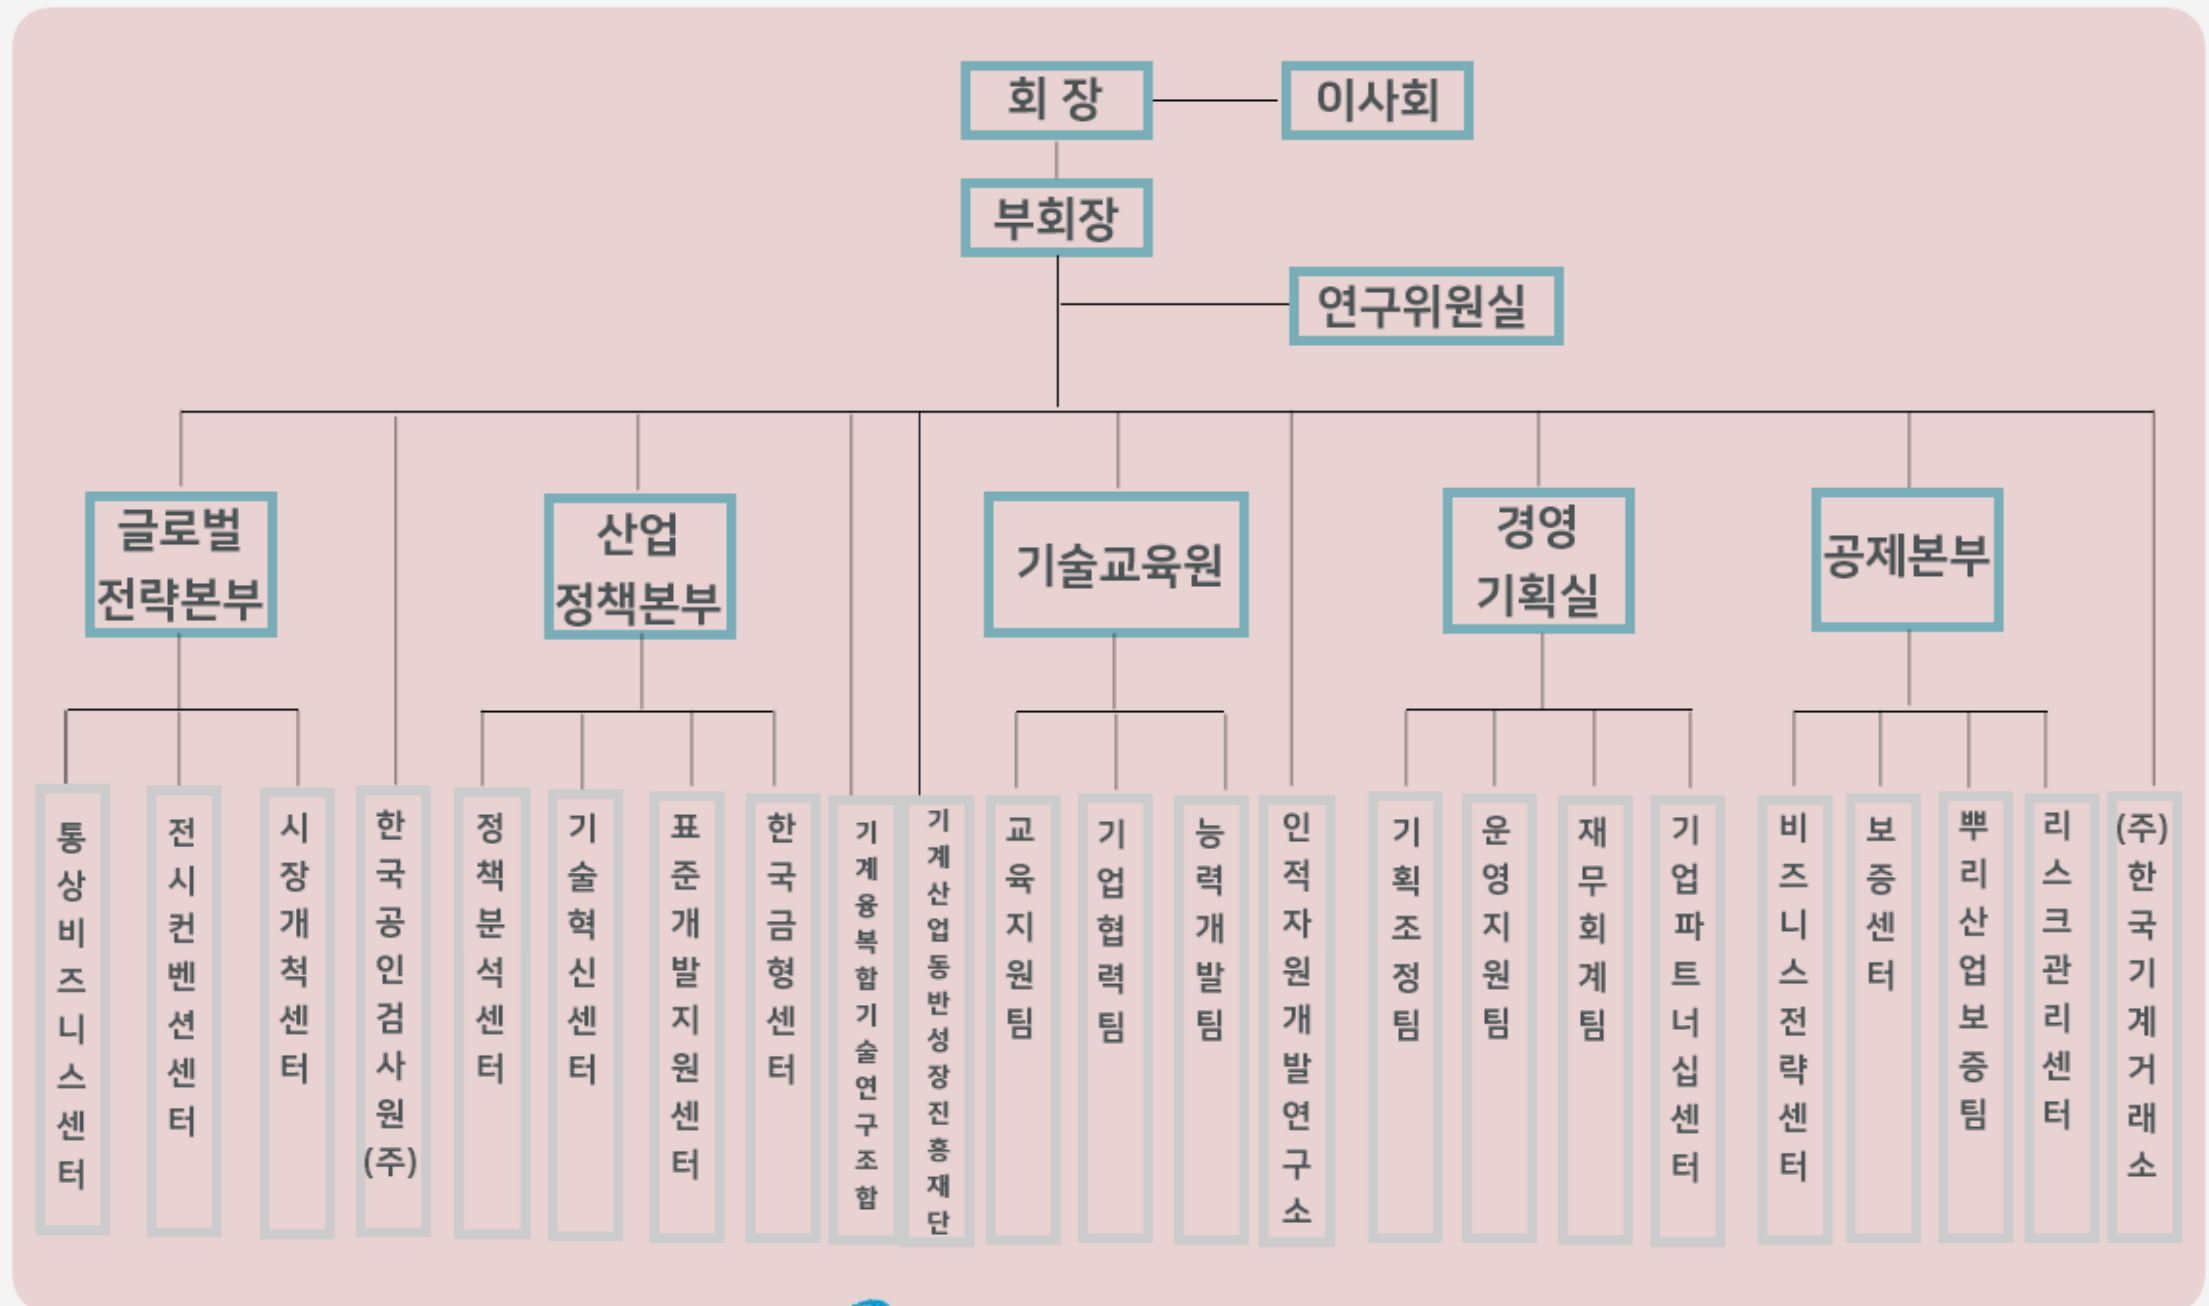 회 장
이사회
부회장
연구위원실
글로벌
전략본부
산업
정책본부
기술교육원
경영
기획실
공제본부
통상비즈니스센터
전시컨벤션센터
시장개척센터
한국공인검사원(주)
정책분석센터
기술혁신센터
표준개발지원센터
한국금형센터
기계융복합기술연구조합
기계산업동반성장진흥재단
교육지원팀
기업협력팀
능력개발팀
인적자원개발연구소
기획조정팀
운영지원팀
재무회계팀
기업파트너십센터
비즈니스전략센터
보증센터
뿌리산업보증팀
리스크관리센터
(주)한국기계거래소